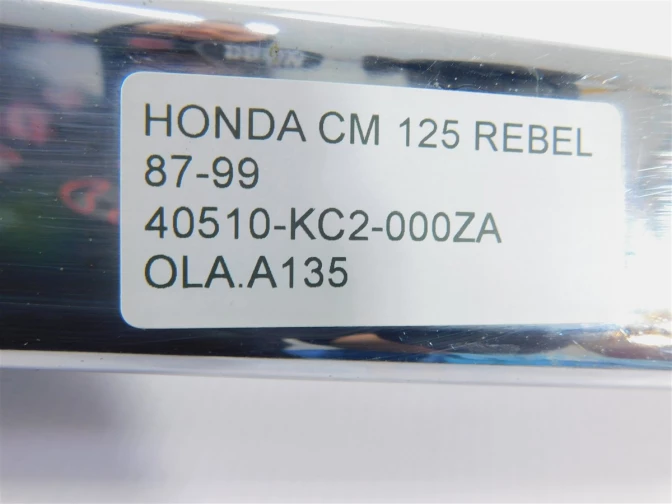 HONDA CM 125 REBEL
87-99
40510-KC2-000ZA
OLA.A135